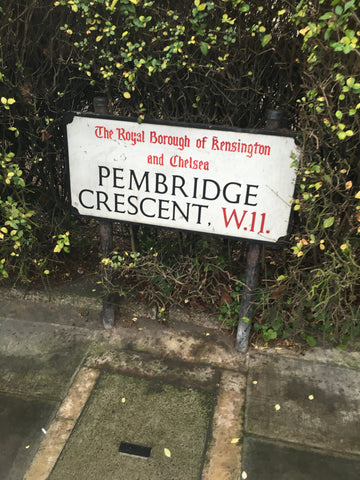 The Royal Borough of Kensington
and Chelsea
PEMBRIDGE
CRESCENT, W.11.